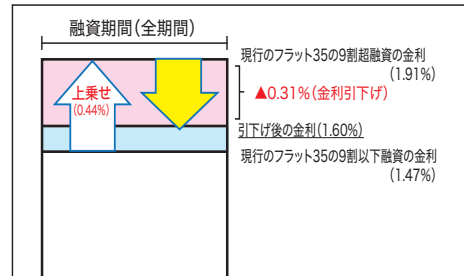 融資期間(全期間)
現行のフラット35の9割超融資の金利
(1.91%)
上乗せ
(0.44%)
▲0.31%(金利引下げ)
引下げ後の金利(1.60%)
現行のフラット35の9割以下融資の金利
(1.47%)